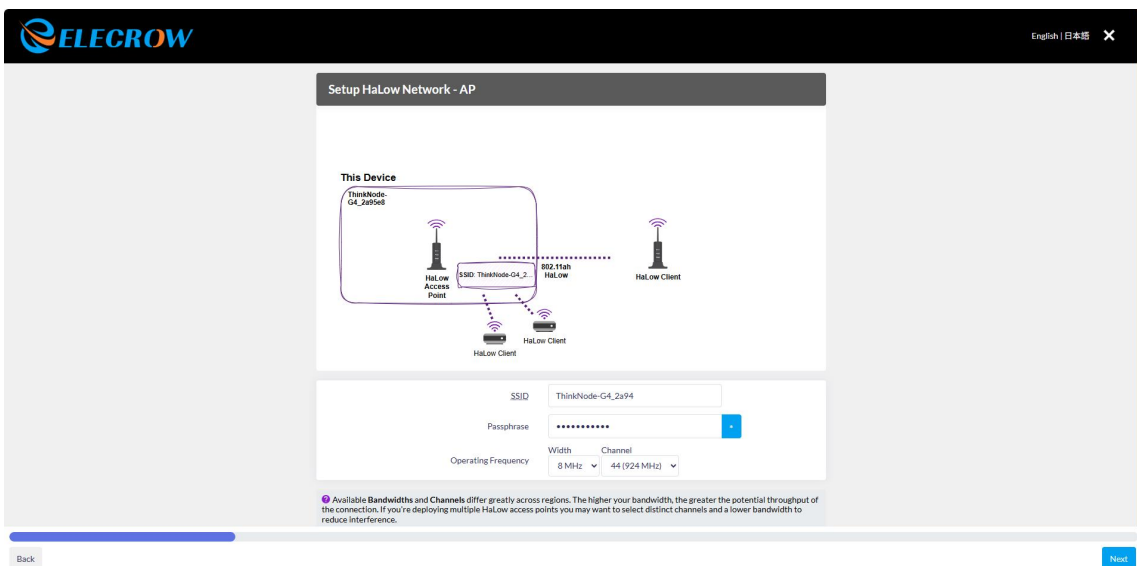 ELECROW
English | 日本語 ✕
Setup HaLow Network - AP
This Device
ThinkNode-
G4_2a95e8
HaLow
Access
Point
SSID: ThinkNode-G4_2...
802.11ah
HaLow
HaLow Client
HaLow Client
HaLow Client
SSID
ThinkNode-G4_2a94
Passphrase
•••••••••••
*
Width
Channel
Operating Frequency
8 MHz
44 (924 MHz)
Available Bandwidths and Channels differ greatly across regions. The higher your bandwidth, the greater the potential throughput of
the connection. If you're deploying multiple HaLow access points you may want to select distinct channels and a lower bandwidth to
reduce interference.
Back
Next